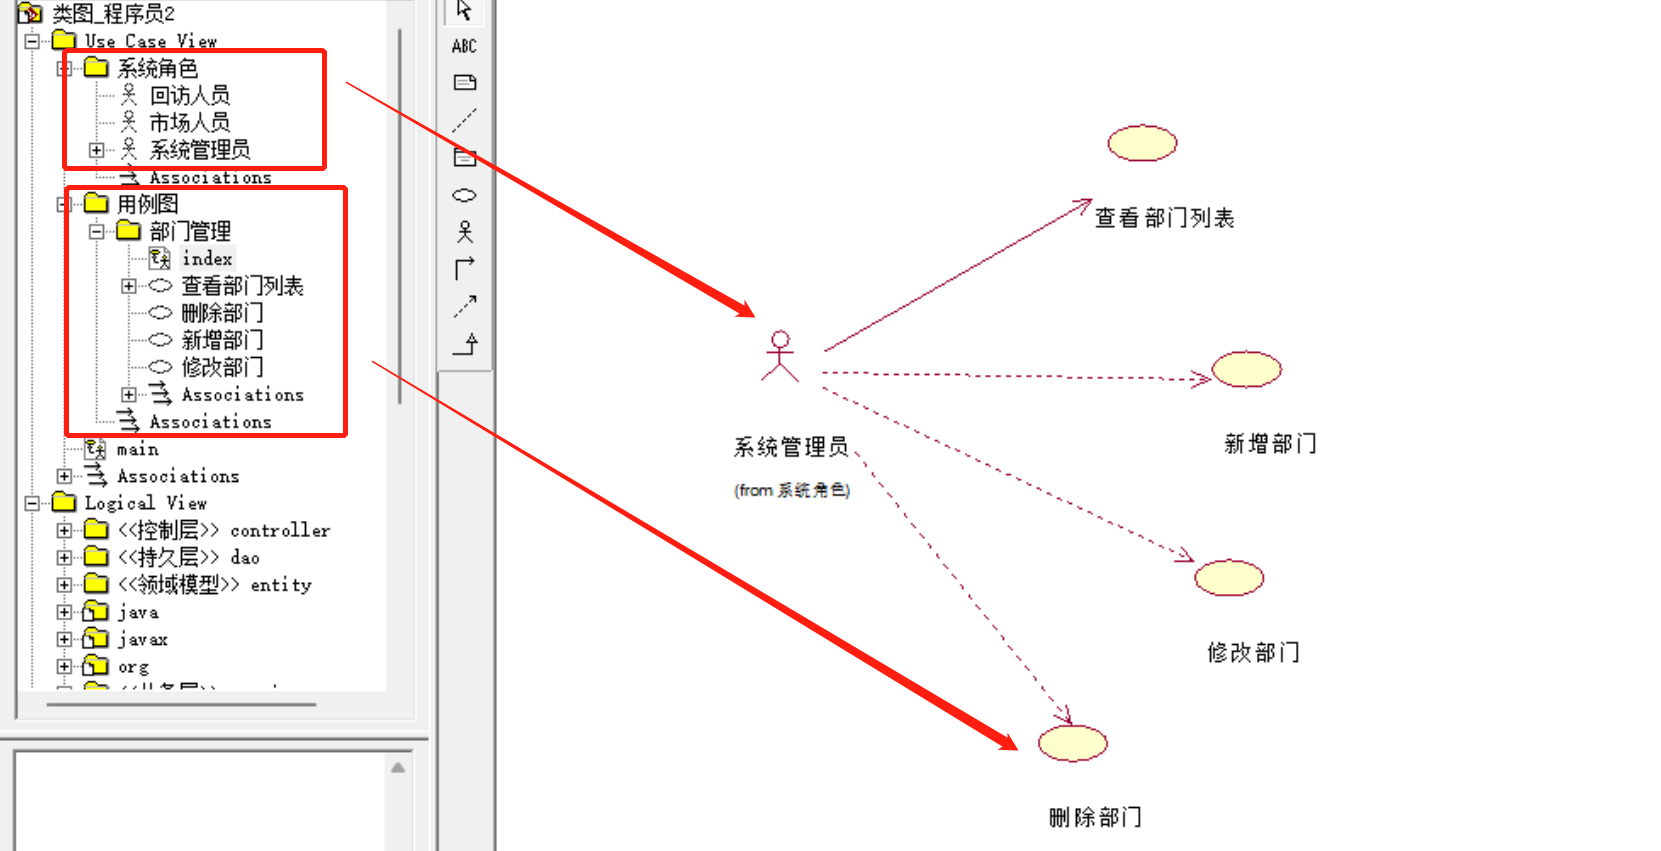 类图_程序员2
Use Case View
系统角色
回访人员
市场人员
系统管理员
Associations
用例图
部门管理
index
查看部门列表
删除部门
新增部门
修改部门
Associations
Associations
main
Associations
Logical View
<<控制层>> controller
<<持久层>> dao
<<领域模型>> entity
java
javax
org
ABC
查看部门列表
新增部门
系统管理员
(from 系统角色)
修改部门
删除部门